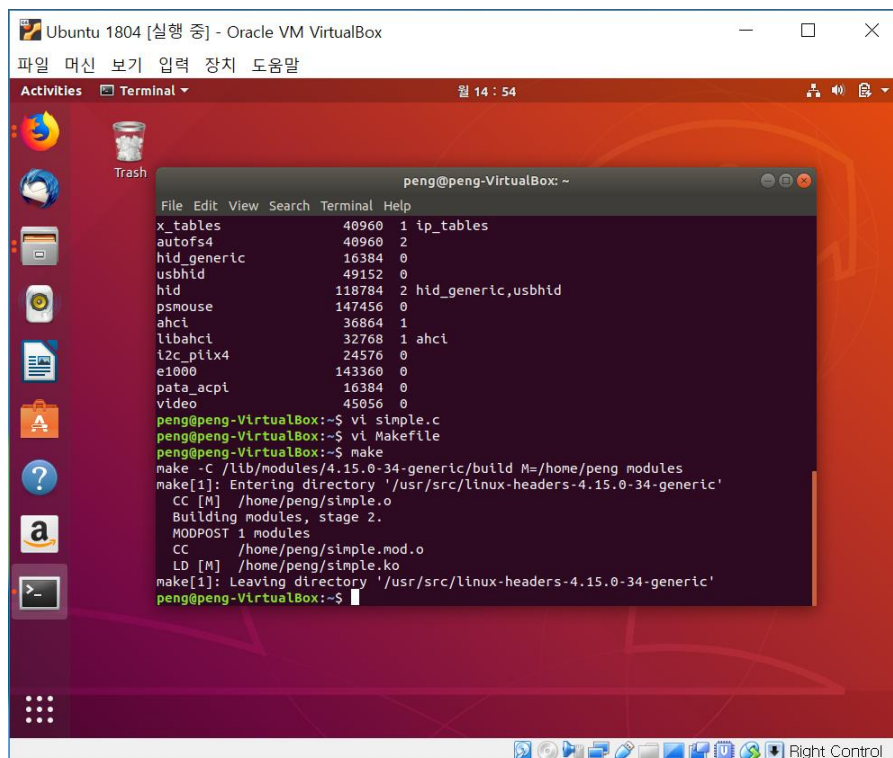 Ubuntu 1804 [실행 중] - Oracle VM VirtualBox
파일 머신 보기 입력 장치 도움말
Activities Terminal 월 14 : 54
Trash
peng@peng-VirtualBox: ~
File Edit View Search Terminal Help
x_tables 40960 1 ip_tables
autofs4 40960 2
hid_generic 16384 0
usbhid 49152 0
hid 118784 2 hid_generic,usbhid
psmouse 147456 0
ahci 36864 1
libahci 32768 1 ahci
i2c_piix4 24576 0
e1000 143360 0
pata_acpi 16384 0
video 45056 0
peng@peng-VirtualBox:~$ vi simple.c
peng@peng-VirtualBox:~$ vi Makefile
peng@peng-VirtualBox:~$ make
make -C /lib/modules/4.15.0-34-generic/build M=/home/peng modules
make[1]: Entering directory '/usr/src/linux-headers-4.15.0-34-generic'
CC [M] /home/peng/simple.o
Building modules, stage 2.
MODPOST 1 modules
CC /home/peng/simple.mod.o
LD [M] /home/peng/simple.ko
make[1]: Leaving directory '/usr/src/linux-headers-4.15.0-34-generic'
peng@peng-VirtualBox:~$
Right Control